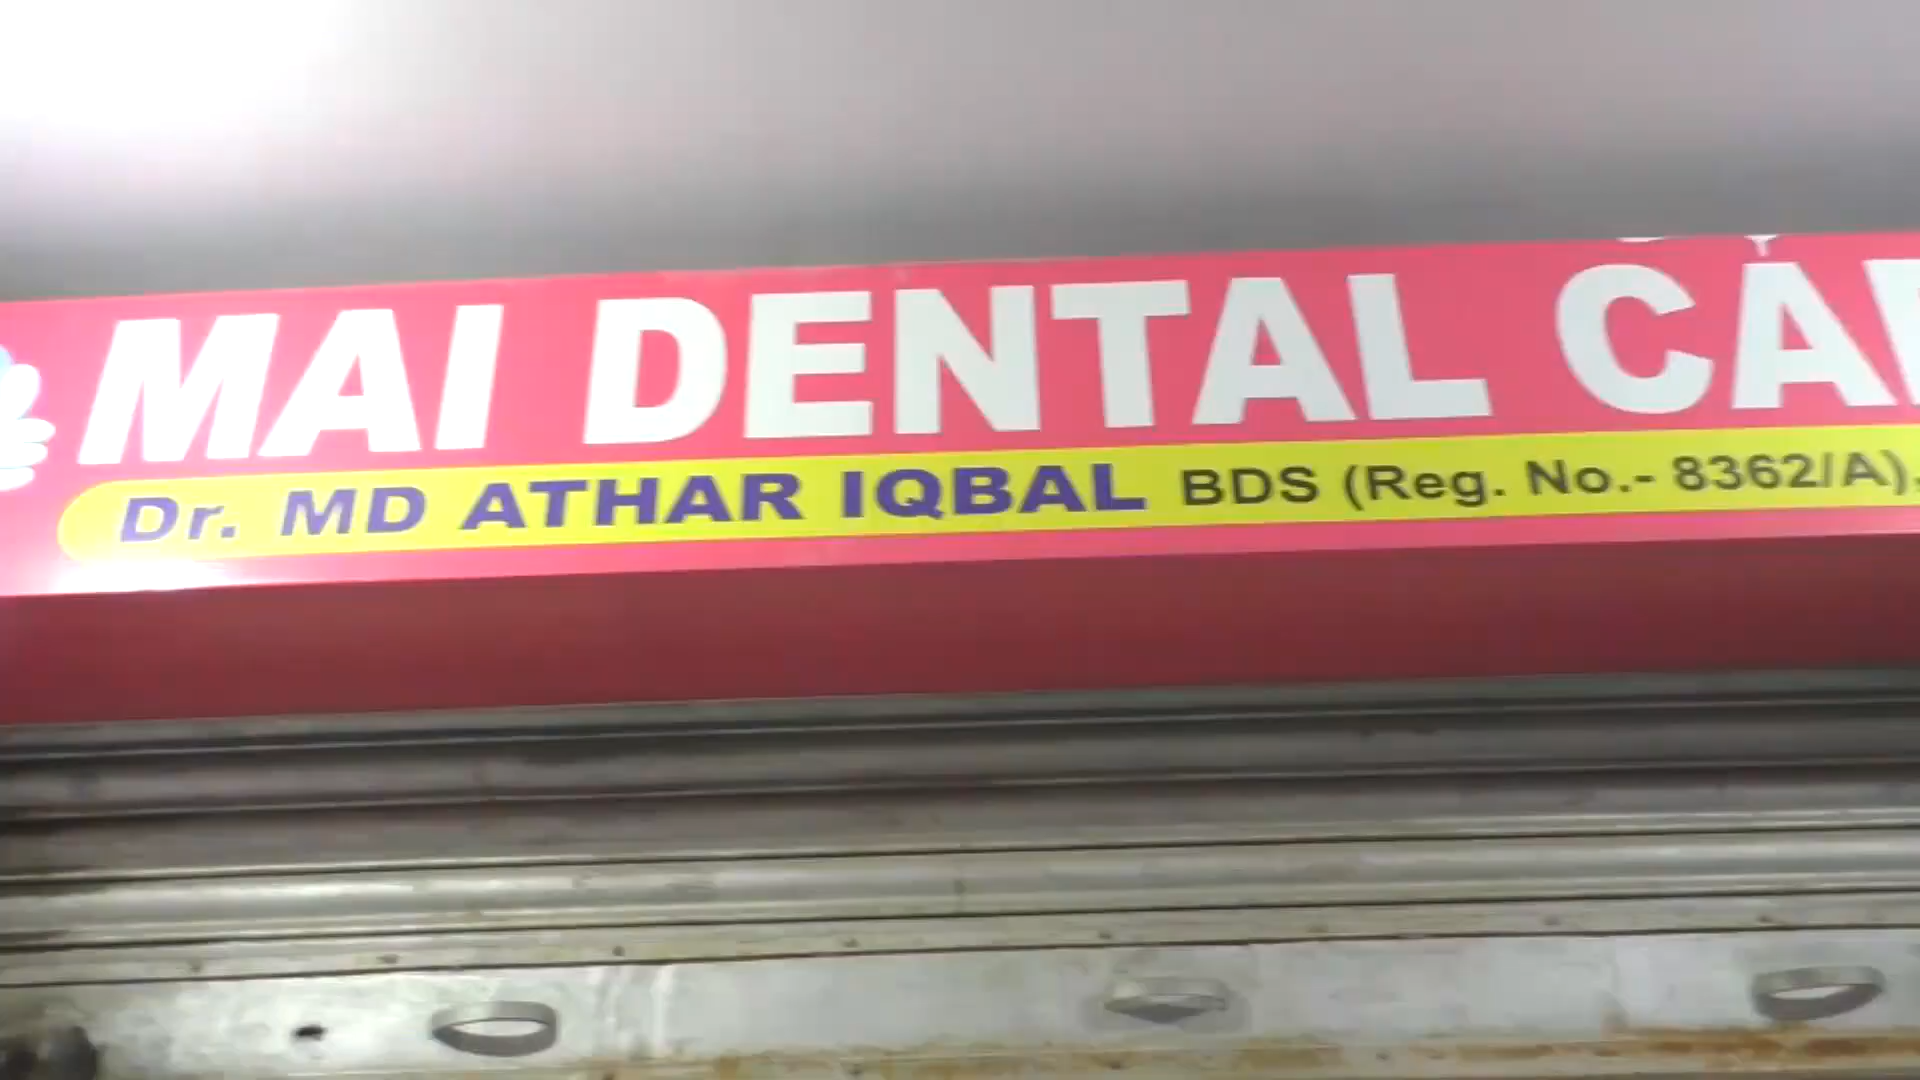 MAI DENTAL CA
Dr. MD ATHAR IQBAL BDS (Reg. No.- 8362/A),